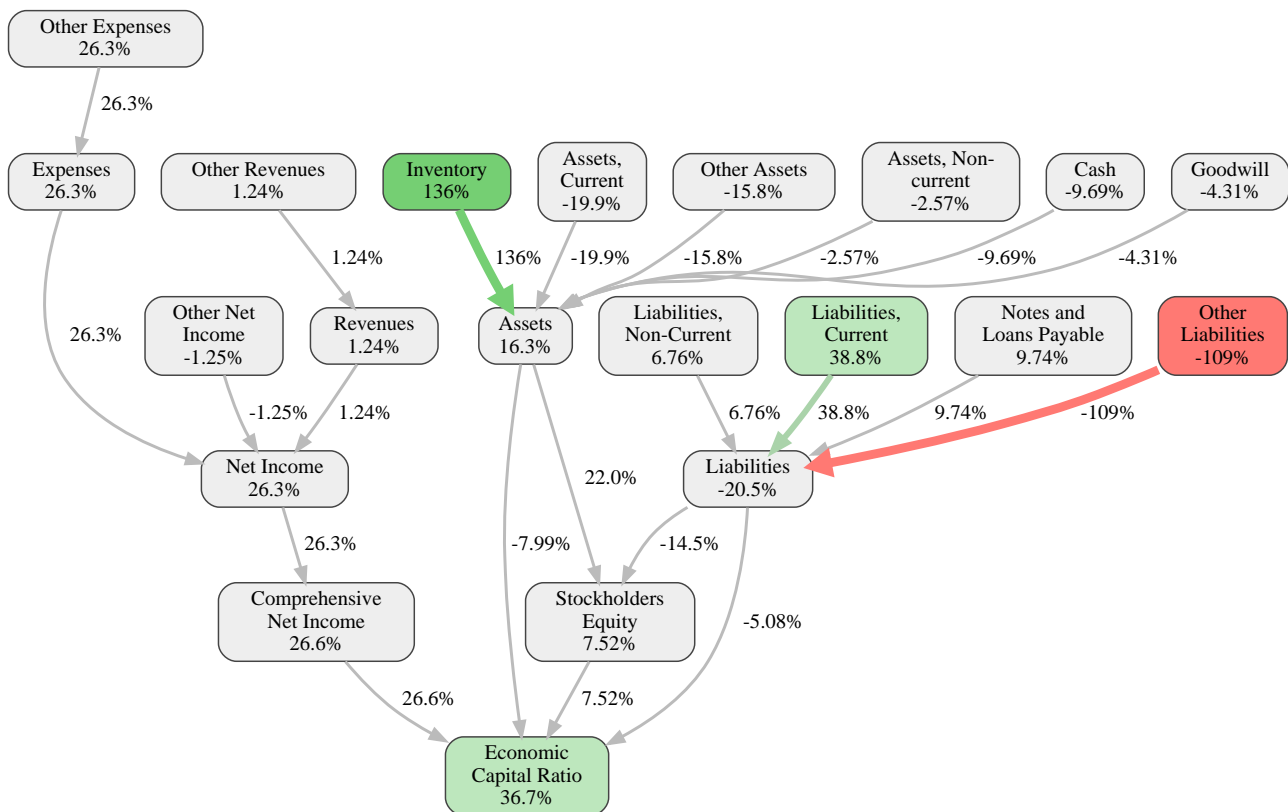 Other Expenses
26.3%
26.3%
Expenses
26.3%
Other Revenues
1.24%
Inventory
136%
Assets,
Current
-19.9%
Other Assets
-15.8%
Assets, Non-
current
-2.57%
Cash
-9.69%
Goodwill
-4.31%
1.24%
136%
-19.9%
-15.8%
-2.57%
-9.69%
-4.31%
26.3%
Other Net
Income
-1.25%
Revenues
1.24%
Assets
16.3%
Liabilities,
Non-Current
6.76%
Liabilities,
Current
38.8%
Notes and
Loans Payable
9.74%
Other
Liabilities
-109%
-1.25%
1.24%
6.76%
38.8%
9.74%
-109%
Net Income
26.3%
22.0%
Liabilities
-20.5%
26.3%
-7.99%
-14.5%
Comprehensive
Net Income
26.6%
Stockholders
Equity
7.52%
-5.08%
26.6%
7.52%
Economic
Capital Ratio
36.7%